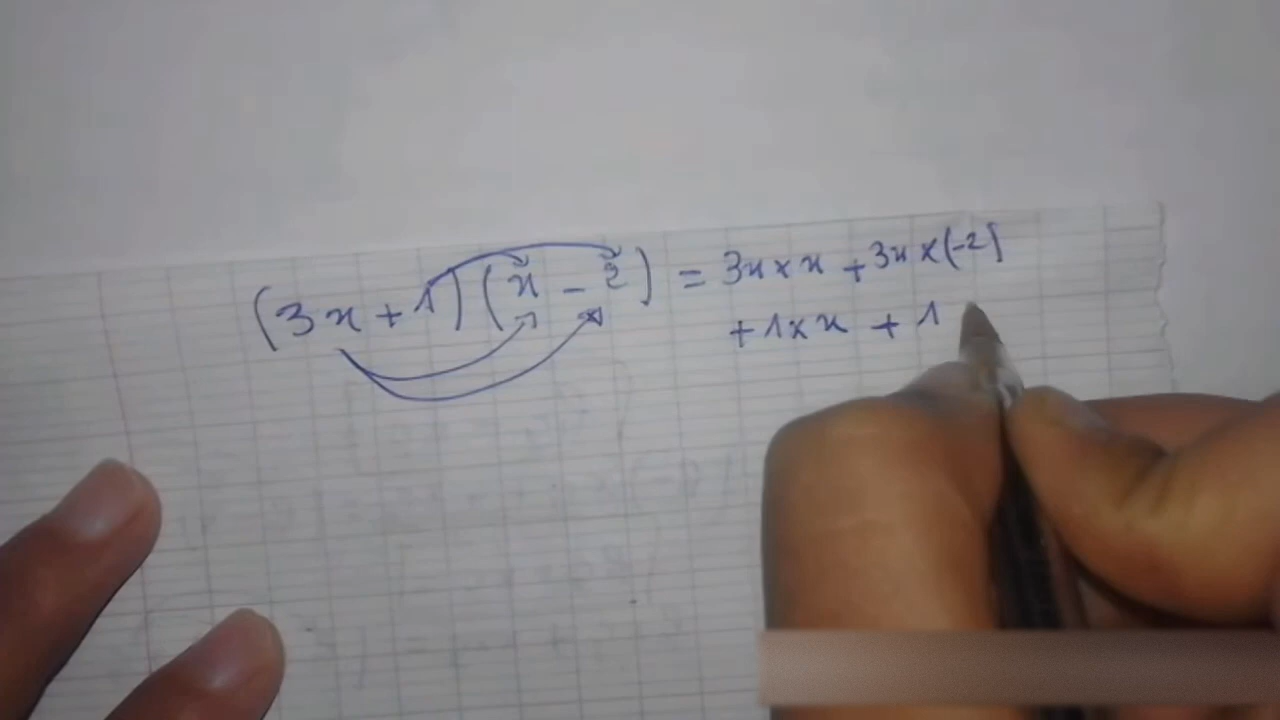 (3x+1)(x-2) = 3x×x +3x×(-2)
+1×x +1